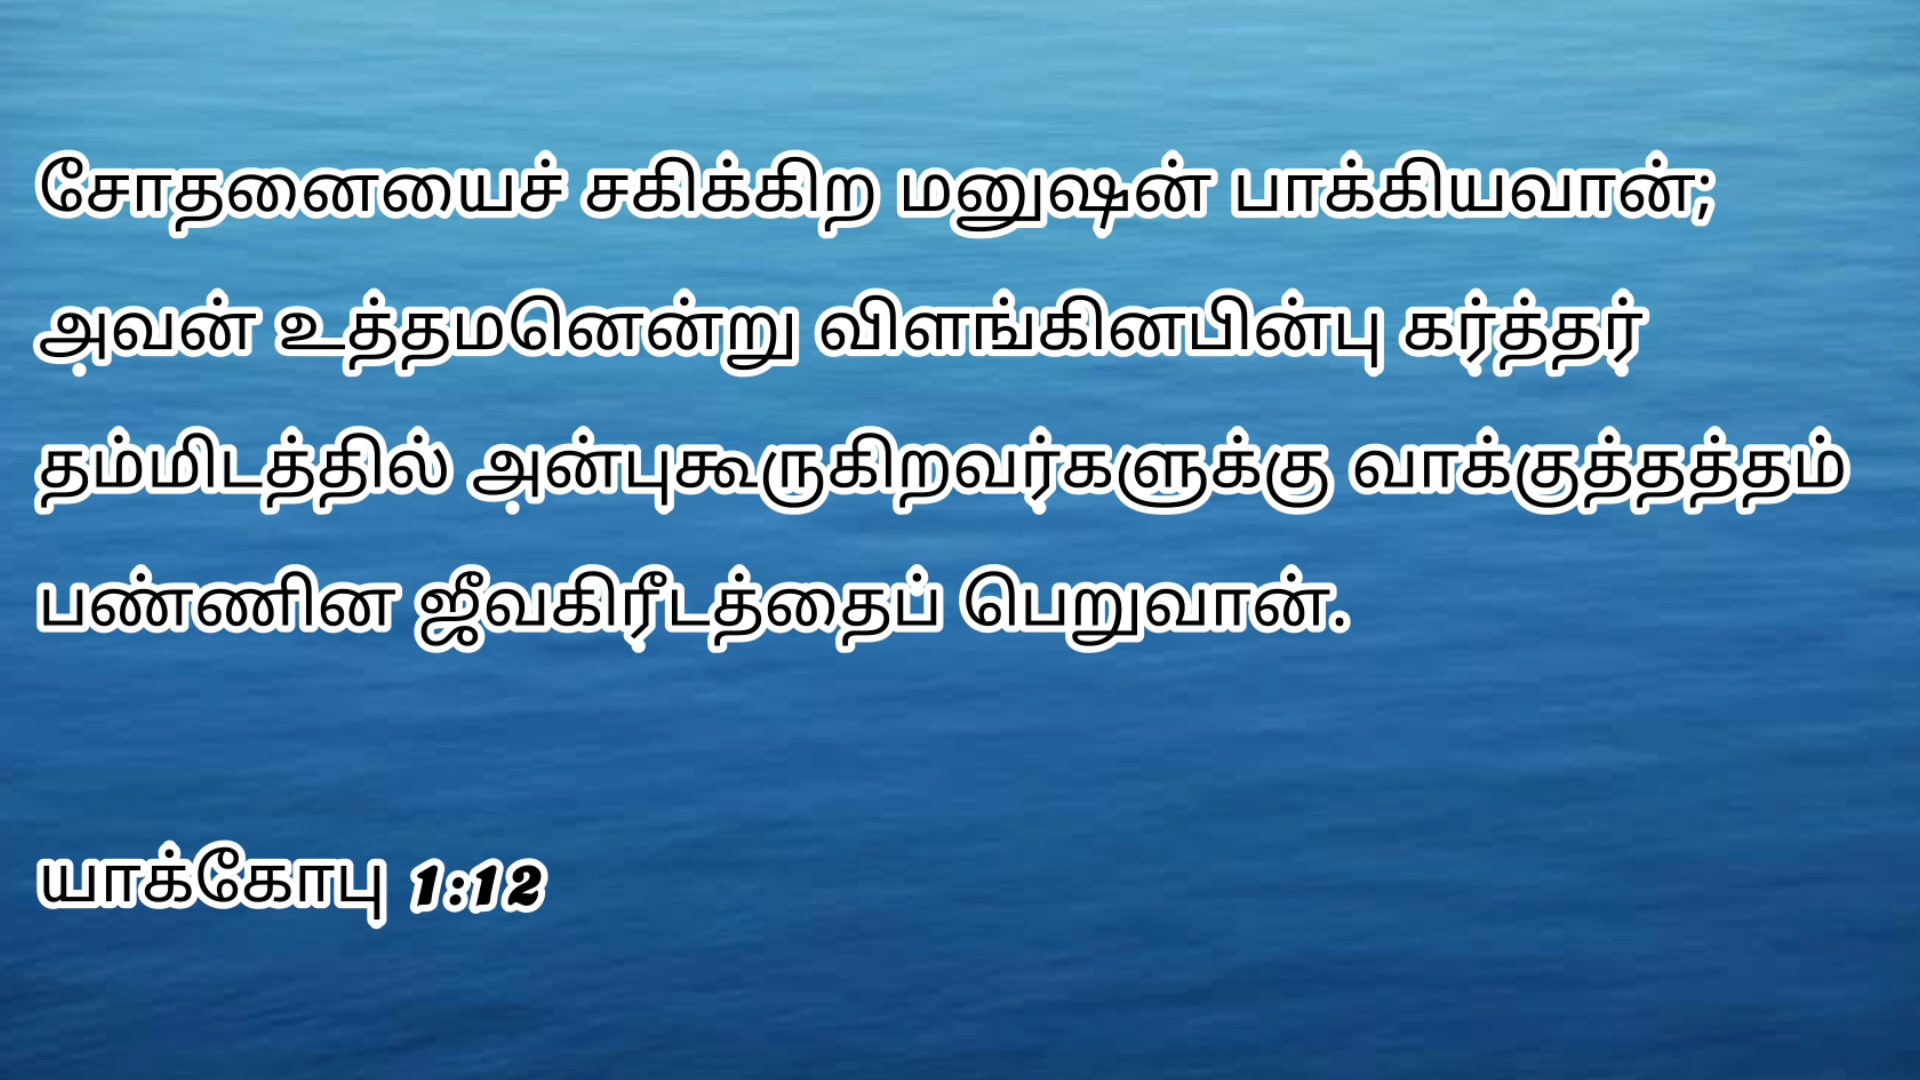 சோதனையைச் சகிக்கிற மனுஷன் பாக்கியவான்;
அவன் உத்தமனென்று விளங்கினபின்பு கர்த்தர்
தம்மிடத்தில் அன்புகூருகிறவர்களுக்கு வாக்குத்தத்தம்
பண்ணின ஜீவகிரீடத்தைப் பெறுவான்.
யாக்கோபு 1:12